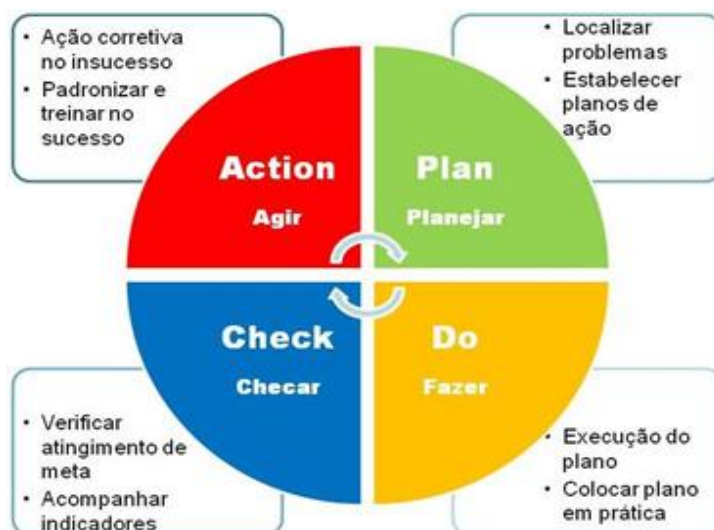 • Ação corretiva
no insucesso
• Padronizar e
treinar no
sucesso
• Localizar
problemas
• Estabelecer
planos de
ação
Action
Agir
Plan
Planejar
Check
Checar
Do
Fazer
• Verificar
atingimento de
meta
• Acompanhar
indicadores
• Execução do
plano
• Colocar plano
em prática